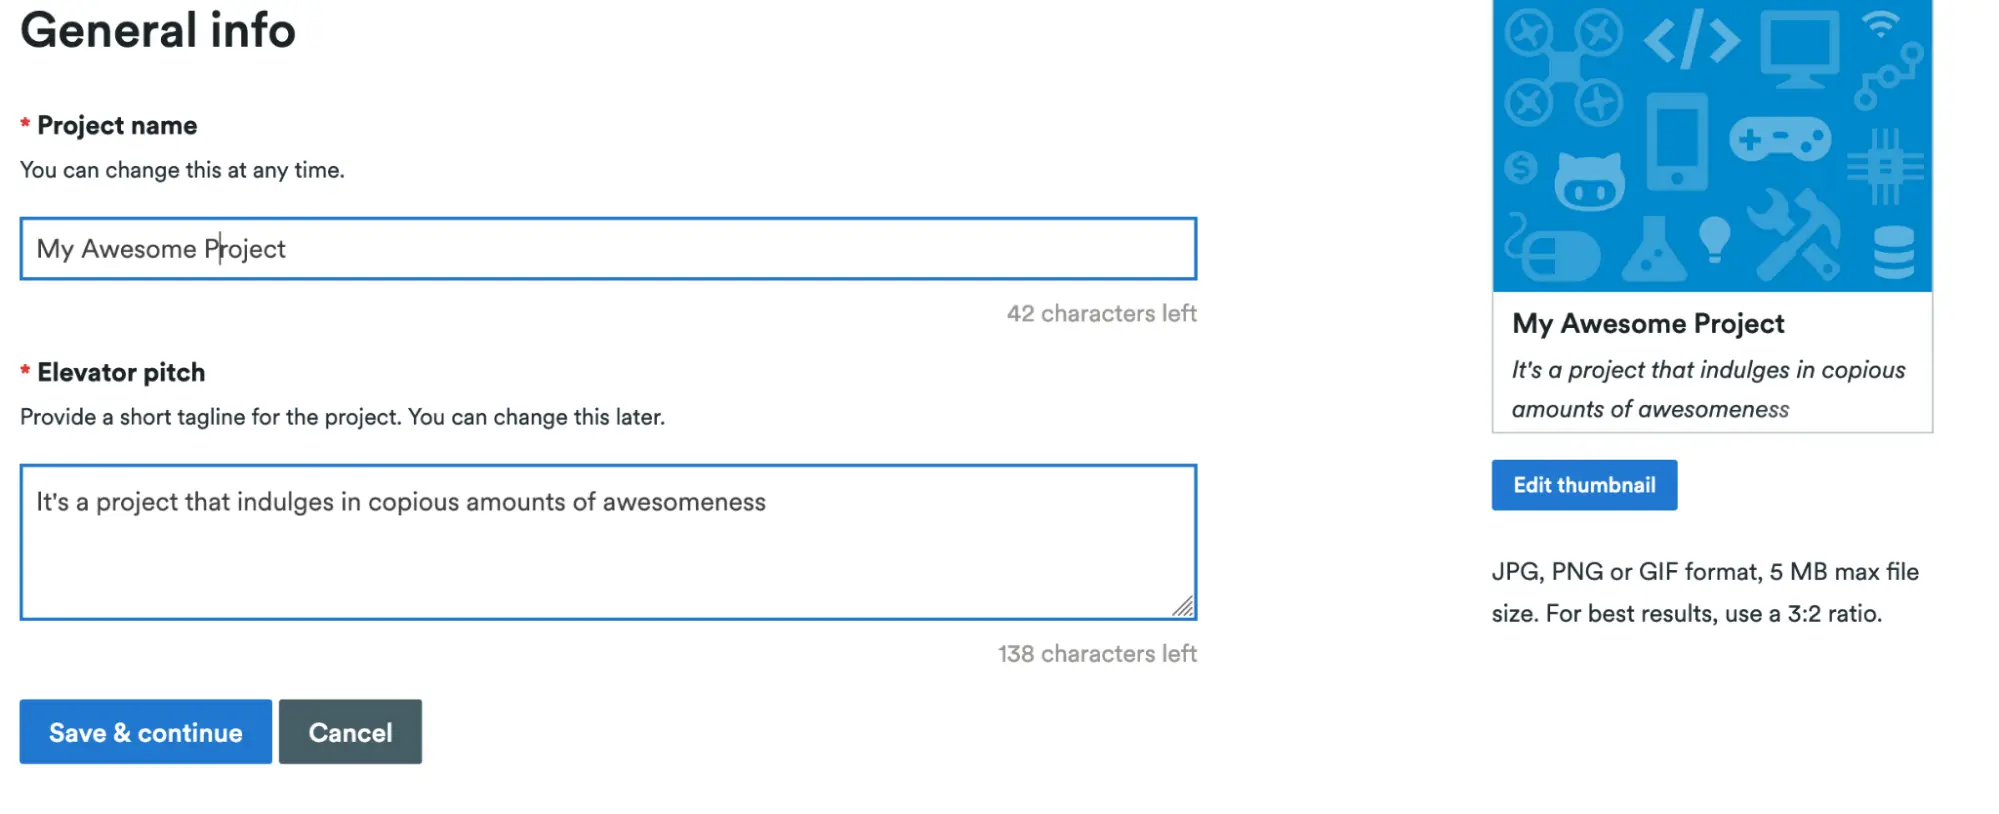 General info
* Project name
You can change this at any time.
My Awesome Project
42 characters left
* Elevator pitch
Provide a short tagline for the project. You can change this later.
It's a project that indulges in copious amounts of awesomeness
138 characters left
Save & continue
Cancel
</>
$
My Awesome Project
It's a project that indulges in copious
amounts of awesomeness
Edit thumbnail
JPG, PNG or GIF format, 5 MB max file
size. For best results, use a 3:2 ratio.